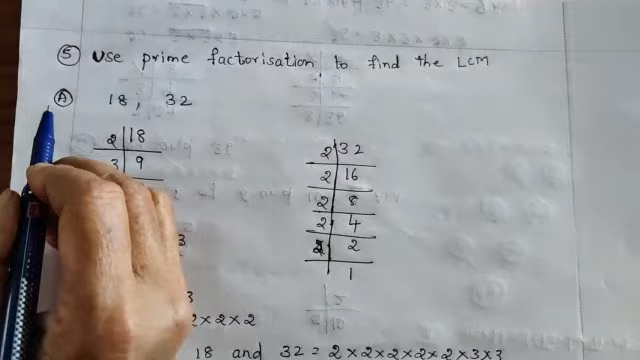 ⑤ Use prime factorisation to find the LCM
Ⓐ 18, 32
2 | 18
3 | 9
2 | 32
2 | 16
2 | 8
2 | 4
2 | 2
1
3
3
2 × 2 × 2
18 and 32 = 2 × 2 × 2 × 2 × 2 × 3 × 3